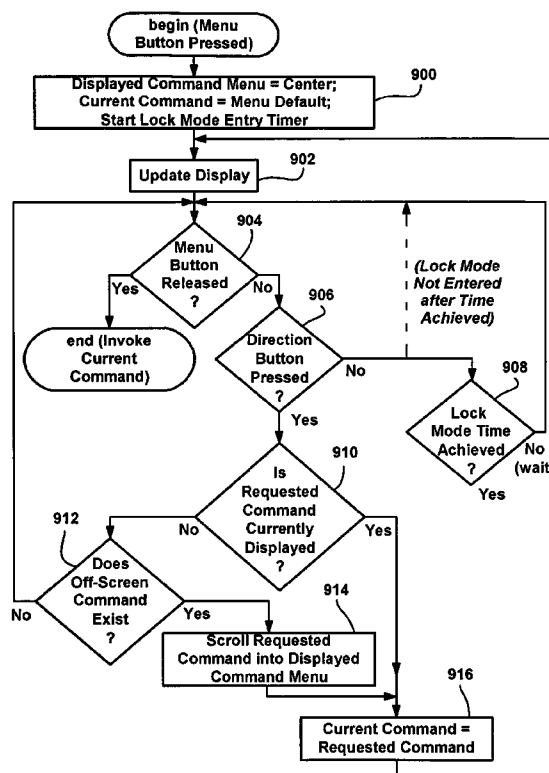 begin (Menu
Button Pressed)
900
Displayed Command Menu = Center;
Current Command = Menu Default;
Start Lock Mode Entry Timer
902
Update Display
904
Menu
Button
Released
?
Yes
No
906
(Lock Mode
Not Entered
after Time
Achieved)
end (Invoke
Current
Command)
Direction
Button
Pressed
?
No
Yes
908
Lock
Mode Time
Achieved
?
No
(wait
Yes
910
Is
Requested
Command
Currently
Displayed
?
No
Yes
912
Does
Off-Screen
Command
Exist
?
No
Yes
914
Scroll Requested
Command into Displayed
Command Menu
916
Current Command =
Requested Command